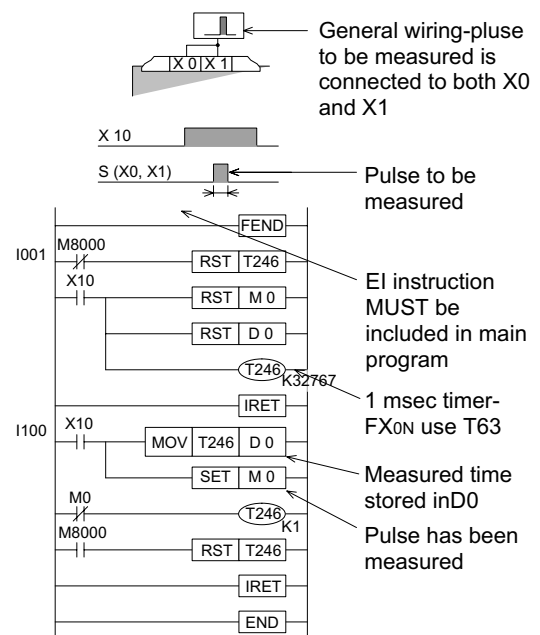 General wiring-pluse
to be measured is
connected to both X0
and X1
X 0 X 1
X 10
S (X0, X1)
Pulse to be
measured
FEND
I001
M8000
RST T246
EI instruction
MUST be
included in main
program
X10
RST M 0
RST D 0
T246
K32767
1 msec timer-
FX0N use T63
IRET
I100
X10
MOV T246 D 0
Measured time
stored inD0
SET M 0
Pulse has been
measured
M0
T246
K1
M8000
RST T246
IRET
END